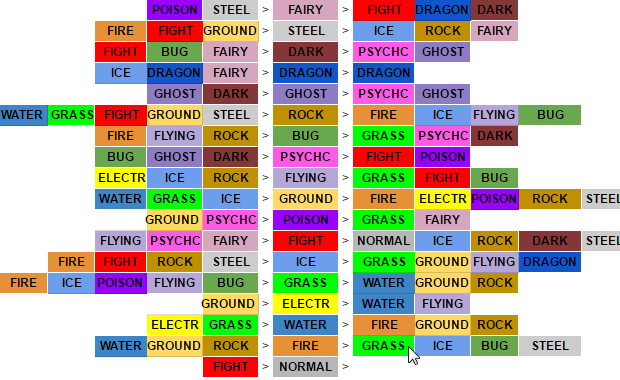 POISON STEEL > FAIRY > FIGHT DRAGON DARK
FIRE FIGHT GROUND > STEEL > ICE ROCK FAIRY
FIGHT BUG FAIRY > DARK > PSYCHC GHOST
ICE DRAGON FAIRY > DRAGON > DRAGON
GHOST DARK > GHOST > PSYCHC GHOST
WATER GRASS FIGHT GROUND STEEL > ROCK > FIRE ICE FLYING BUG
FIRE FLYING ROCK > BUG > GRASS PSYCHC DARK
BUG GHOST DARK > PSYCHC > FIGHT POISON
ELECTR ICE ROCK > FLYING > GRASS FIGHT BUG
WATER GRASS ICE > GROUND > FIRE ELECTR POISON ROCK STEEL
GROUND PSYCHC > POISON > GRASS FAIRY
FLYING PSYCHC FAIRY > FIGHT > NORMAL ICE ROCK DARK STEEL
FIRE FIGHT ROCK STEEL > ICE > GRASS GROUND FLYING DRAGON
FIRE ICE POISON FLYING BUG > GRASS > WATER GROUND ROCK
GROUND > ELECTR > WATER FLYING
ELECTR GRASS > WATER > FIRE GROUND ROCK
WATER GROUND ROCK > FIRE > GRASS ICE BUG STEEL
FIGHT > NORMAL >